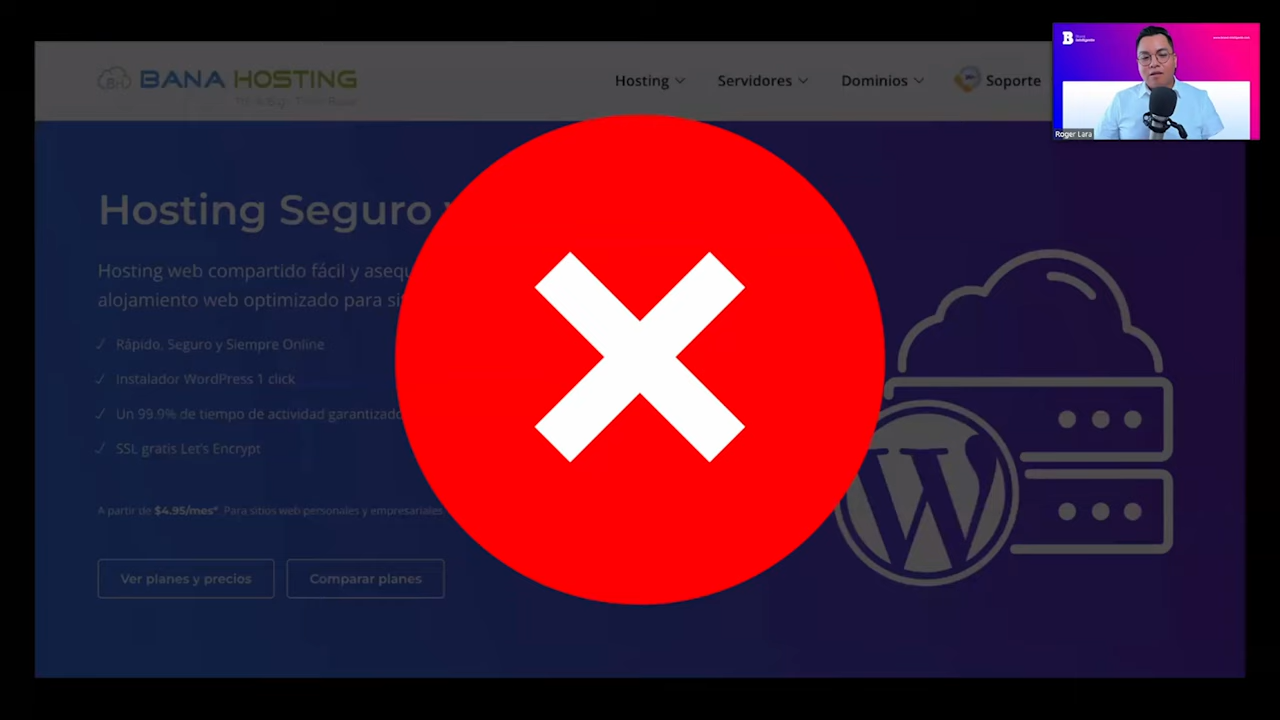 BANA HOSTING
Hosting
Servidores
Dominios
Soporte
Roger Lara
Hosting Seguro
Hosting web compartido fácil y
alojamiento web optimizado para
✓ Rápido, Seguro y Siempre Online
✓ Instalador WordPress 1 click
✓ Un 99.9% de tiempo de actividad garantizado
✓ SSL gratis Let's Encrypt
A partir de $4.95/mes* Para sitios web personales y empresariales
Ver planes y precios
Comparar planes